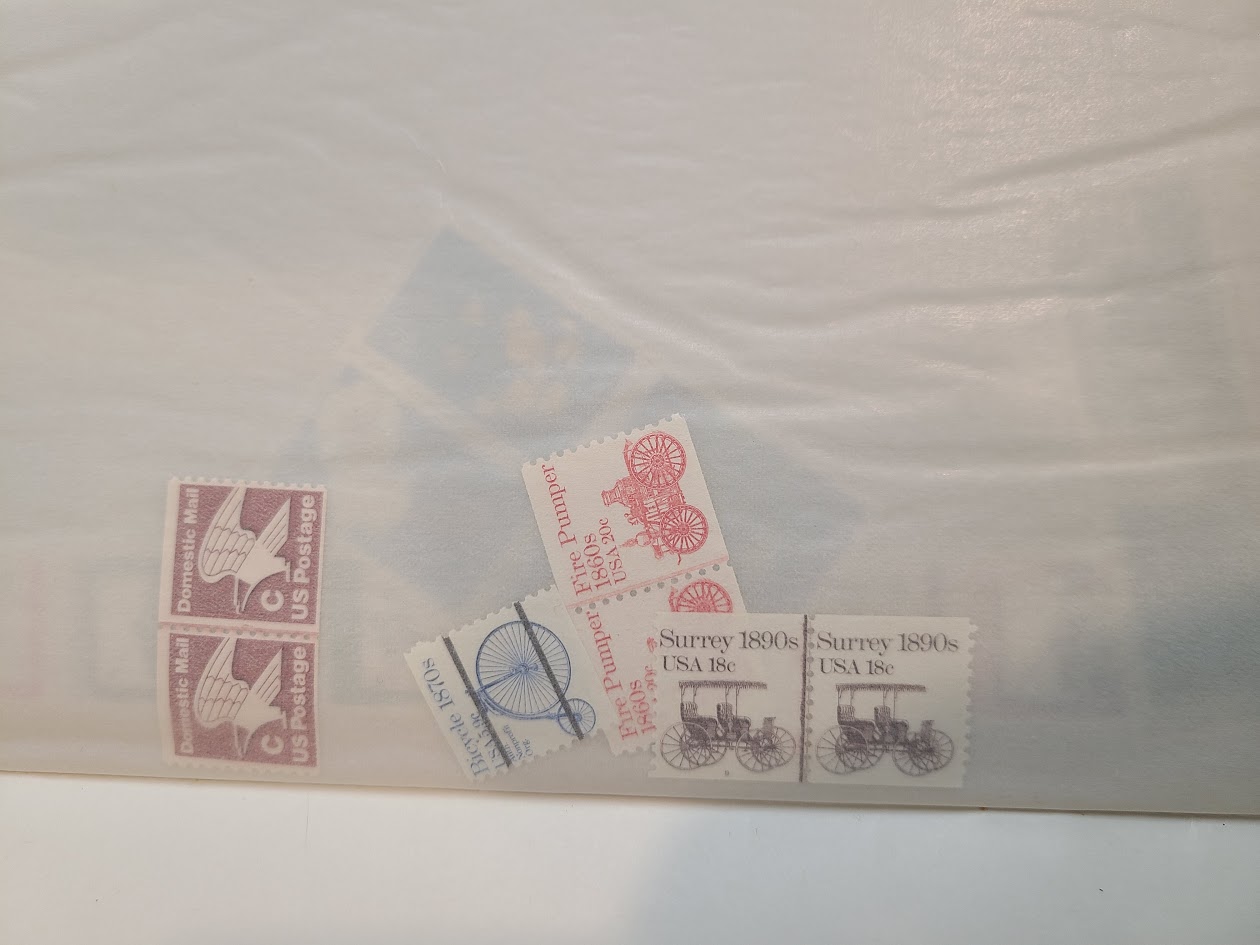 Domestic Mail
C
US Postage
Domestic Mail
C
US Postage
Fire Pumper
1860s
USA 20c
Fire Pumper
1860s
20c
Bicycle 1870s
Surrey 1890s
USA 18c
Surrey 1890s
USA 18c